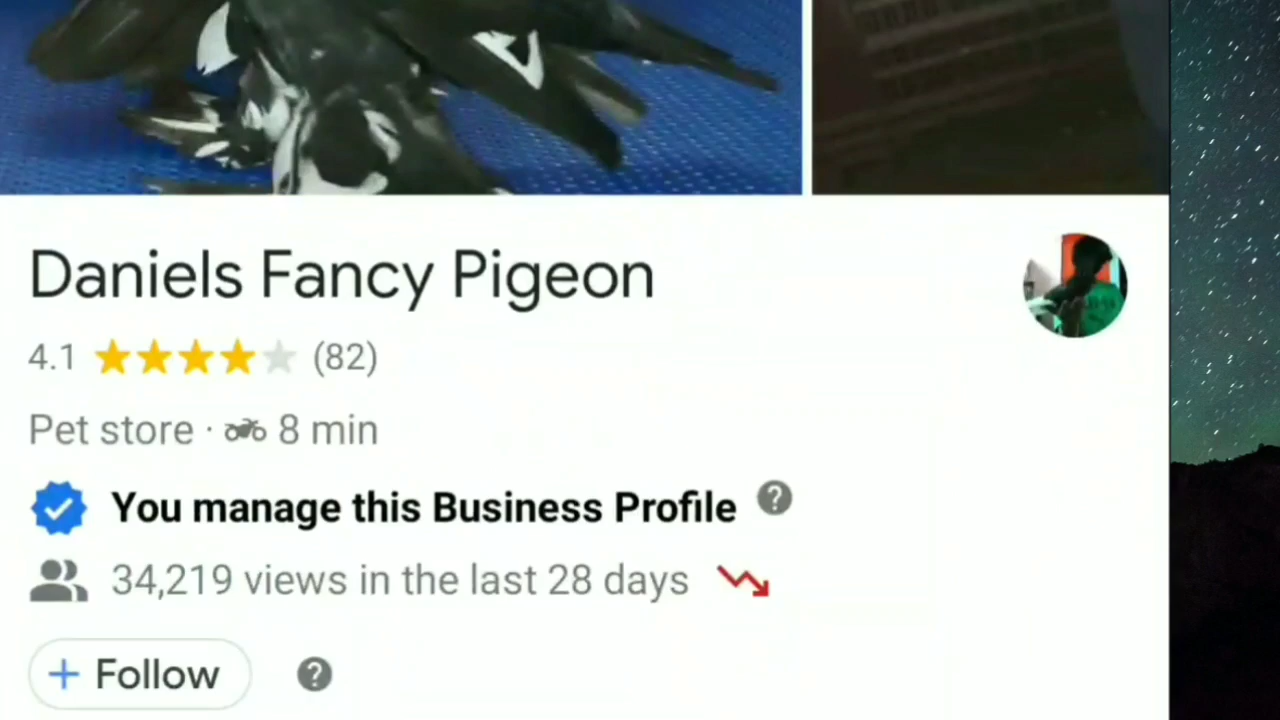 Daniels Fancy Pigeon
4.1 (82)
Pet store · 8 min
You manage this Business Profile ?
34,219 views in the last 28 days
+ Follow ?